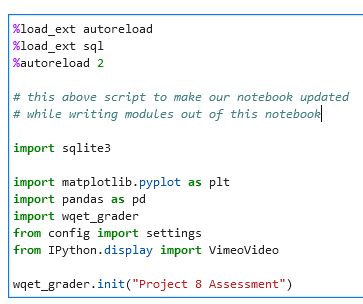 %load_ext autoreload
%load_ext sql
%autoreload 2
# this above script to make our notebook updated
# while writing modules out of this notebook
import sqlite3
import matplotlib.pyplot as plt
import pandas as pd
import wqet_grader
from config import settings
from IPython.display import VimeoVideo
wqet_grader.init("Project 8 Assessment")